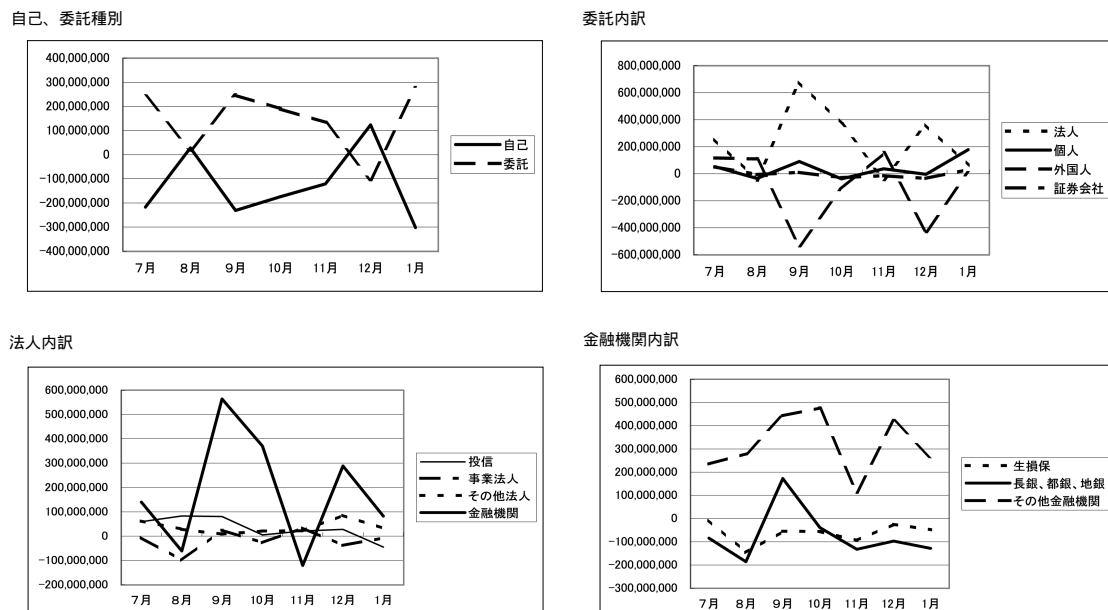 自己、委託種別
400,000,000
300,000,000
200,000,000
100,000,000
0
-100,000,000
-200,000,000
-300,000,000
-400,000,000
7月 8月 9月 10月 11月 12月 1月
自己
委託
委託内訳
800,000,000
600,000,000
400,000,000
200,000,000
0
-200,000,000
-400,000,000
-600,000,000
7月 8月 9月 10月 11月 12月 1月
法人
個人
外国人
証券会社
法人内訳
600,000,000
500,000,000
400,000,000
300,000,000
200,000,000
100,000,000
0
-100,000,000
-200,000,000
7月 8月 9月 10月 11月 12月 1月
投信
事業法人
その他法人
金融機関
金融機関内訳
600,000,000
500,000,000
400,000,000
300,000,000
200,000,000
100,000,000
0
-100,000,000
-200,000,000
-300,000,000
7月 8月 9月 10月 11月 12月 1月
生損保
長銀、都銀、地銀
その他金融機関